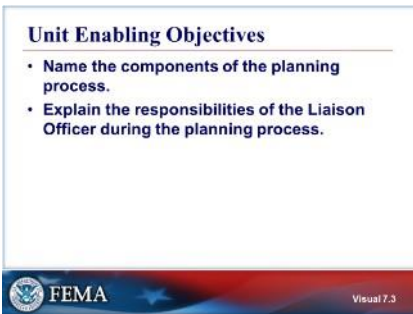 Unit Enabling Objectives
• Name the components of the planning
process.
• Explain the responsibilities of the Liaison
Officer during the planning process.
FEMA
Visual 7.3